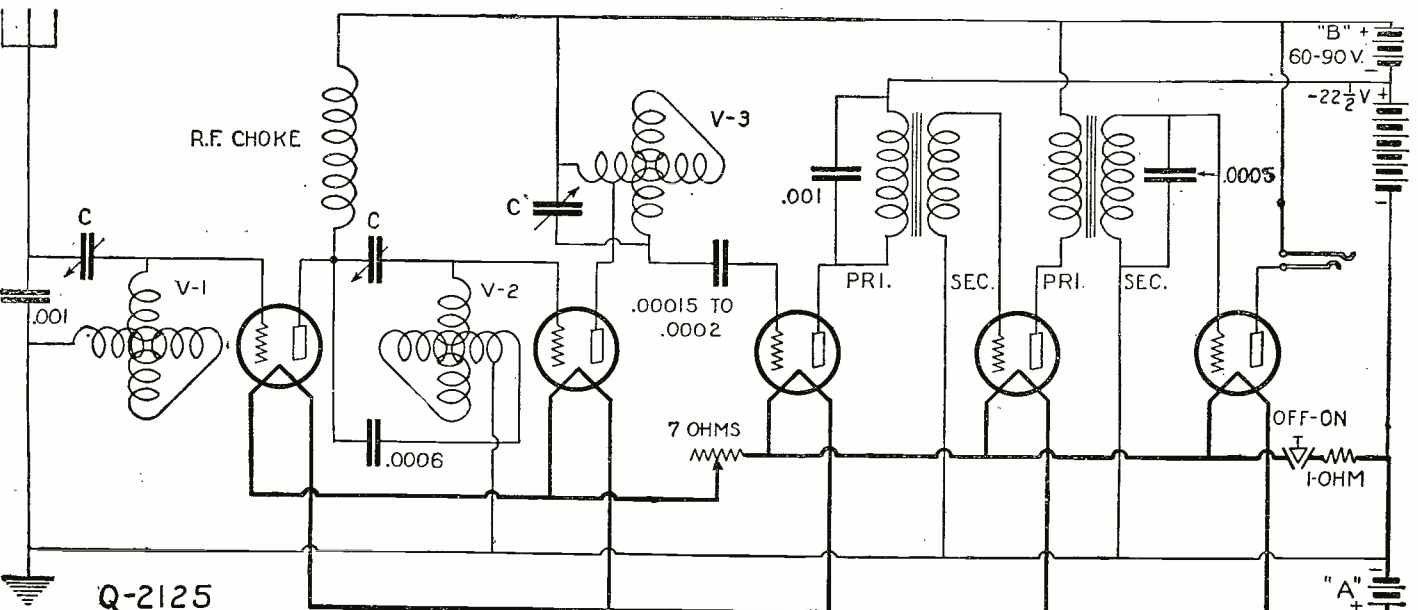 "B" +
60-90 V.
-
-22½ V +
-
R.F. CHOKE
V-3
C
C
C
.001
.0005
V-1
V-2
.001
.00015 TO
.0002
PRI.
SEC.
PRI.
SEC.
.0006
7 OHMS
OFF-ON
1-OHM
Q-2125
-
"A"
+